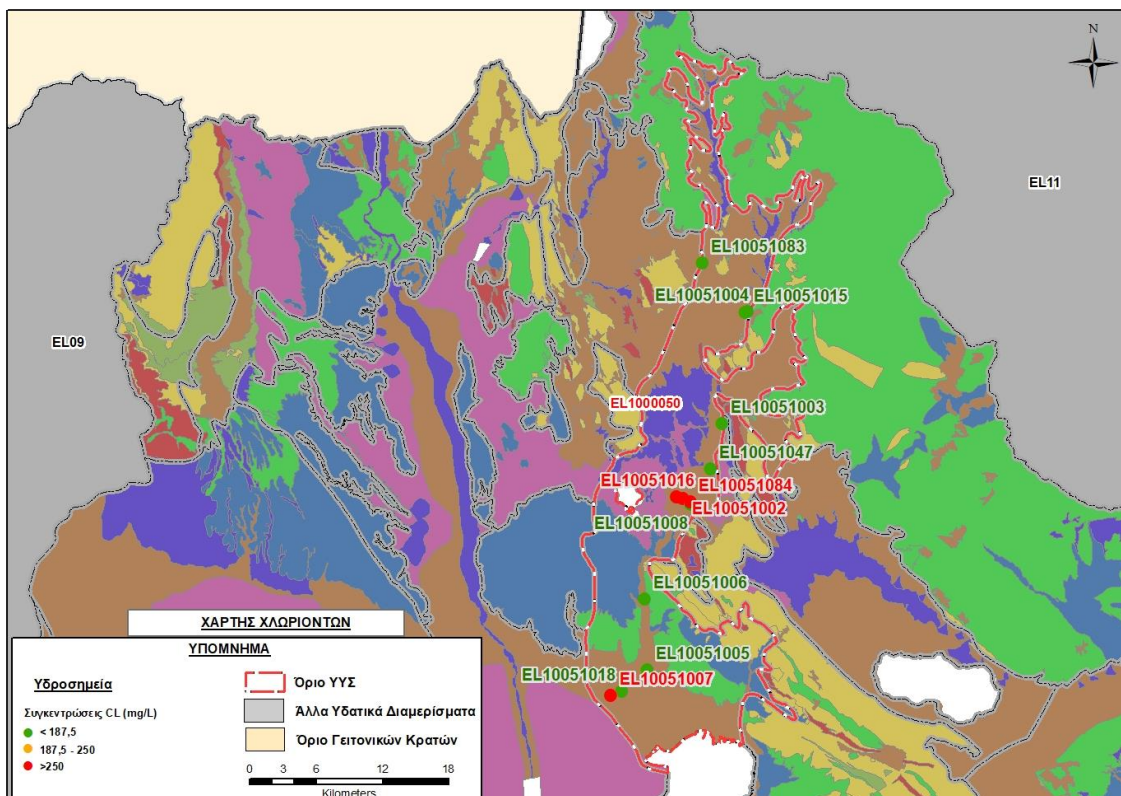 N
EL11
EL10051083
EL10051004
EL10051015
EL09
EL1000050
EL10051003
EL10051047
EL10051016
EL10051084
EL10051002
EL10051008
EL10051006
EL10051005
EL10051018
EL10051007
ΧΑΡΤΗΣ ΧΛΩΡΙΟΝΤΩΝ
ΥΠΟΜΝΗΜΑ
Υδροσημεία
Συγκεντρώσεις CL (mg/L)
< 187,5
187,5 - 250
>250
Όριο ΥΥΣ
Άλλα Υδατικά Διαμερίσματα
Όριο Γειτονικών Κρατών
0 3 6 12 18
Kilometers